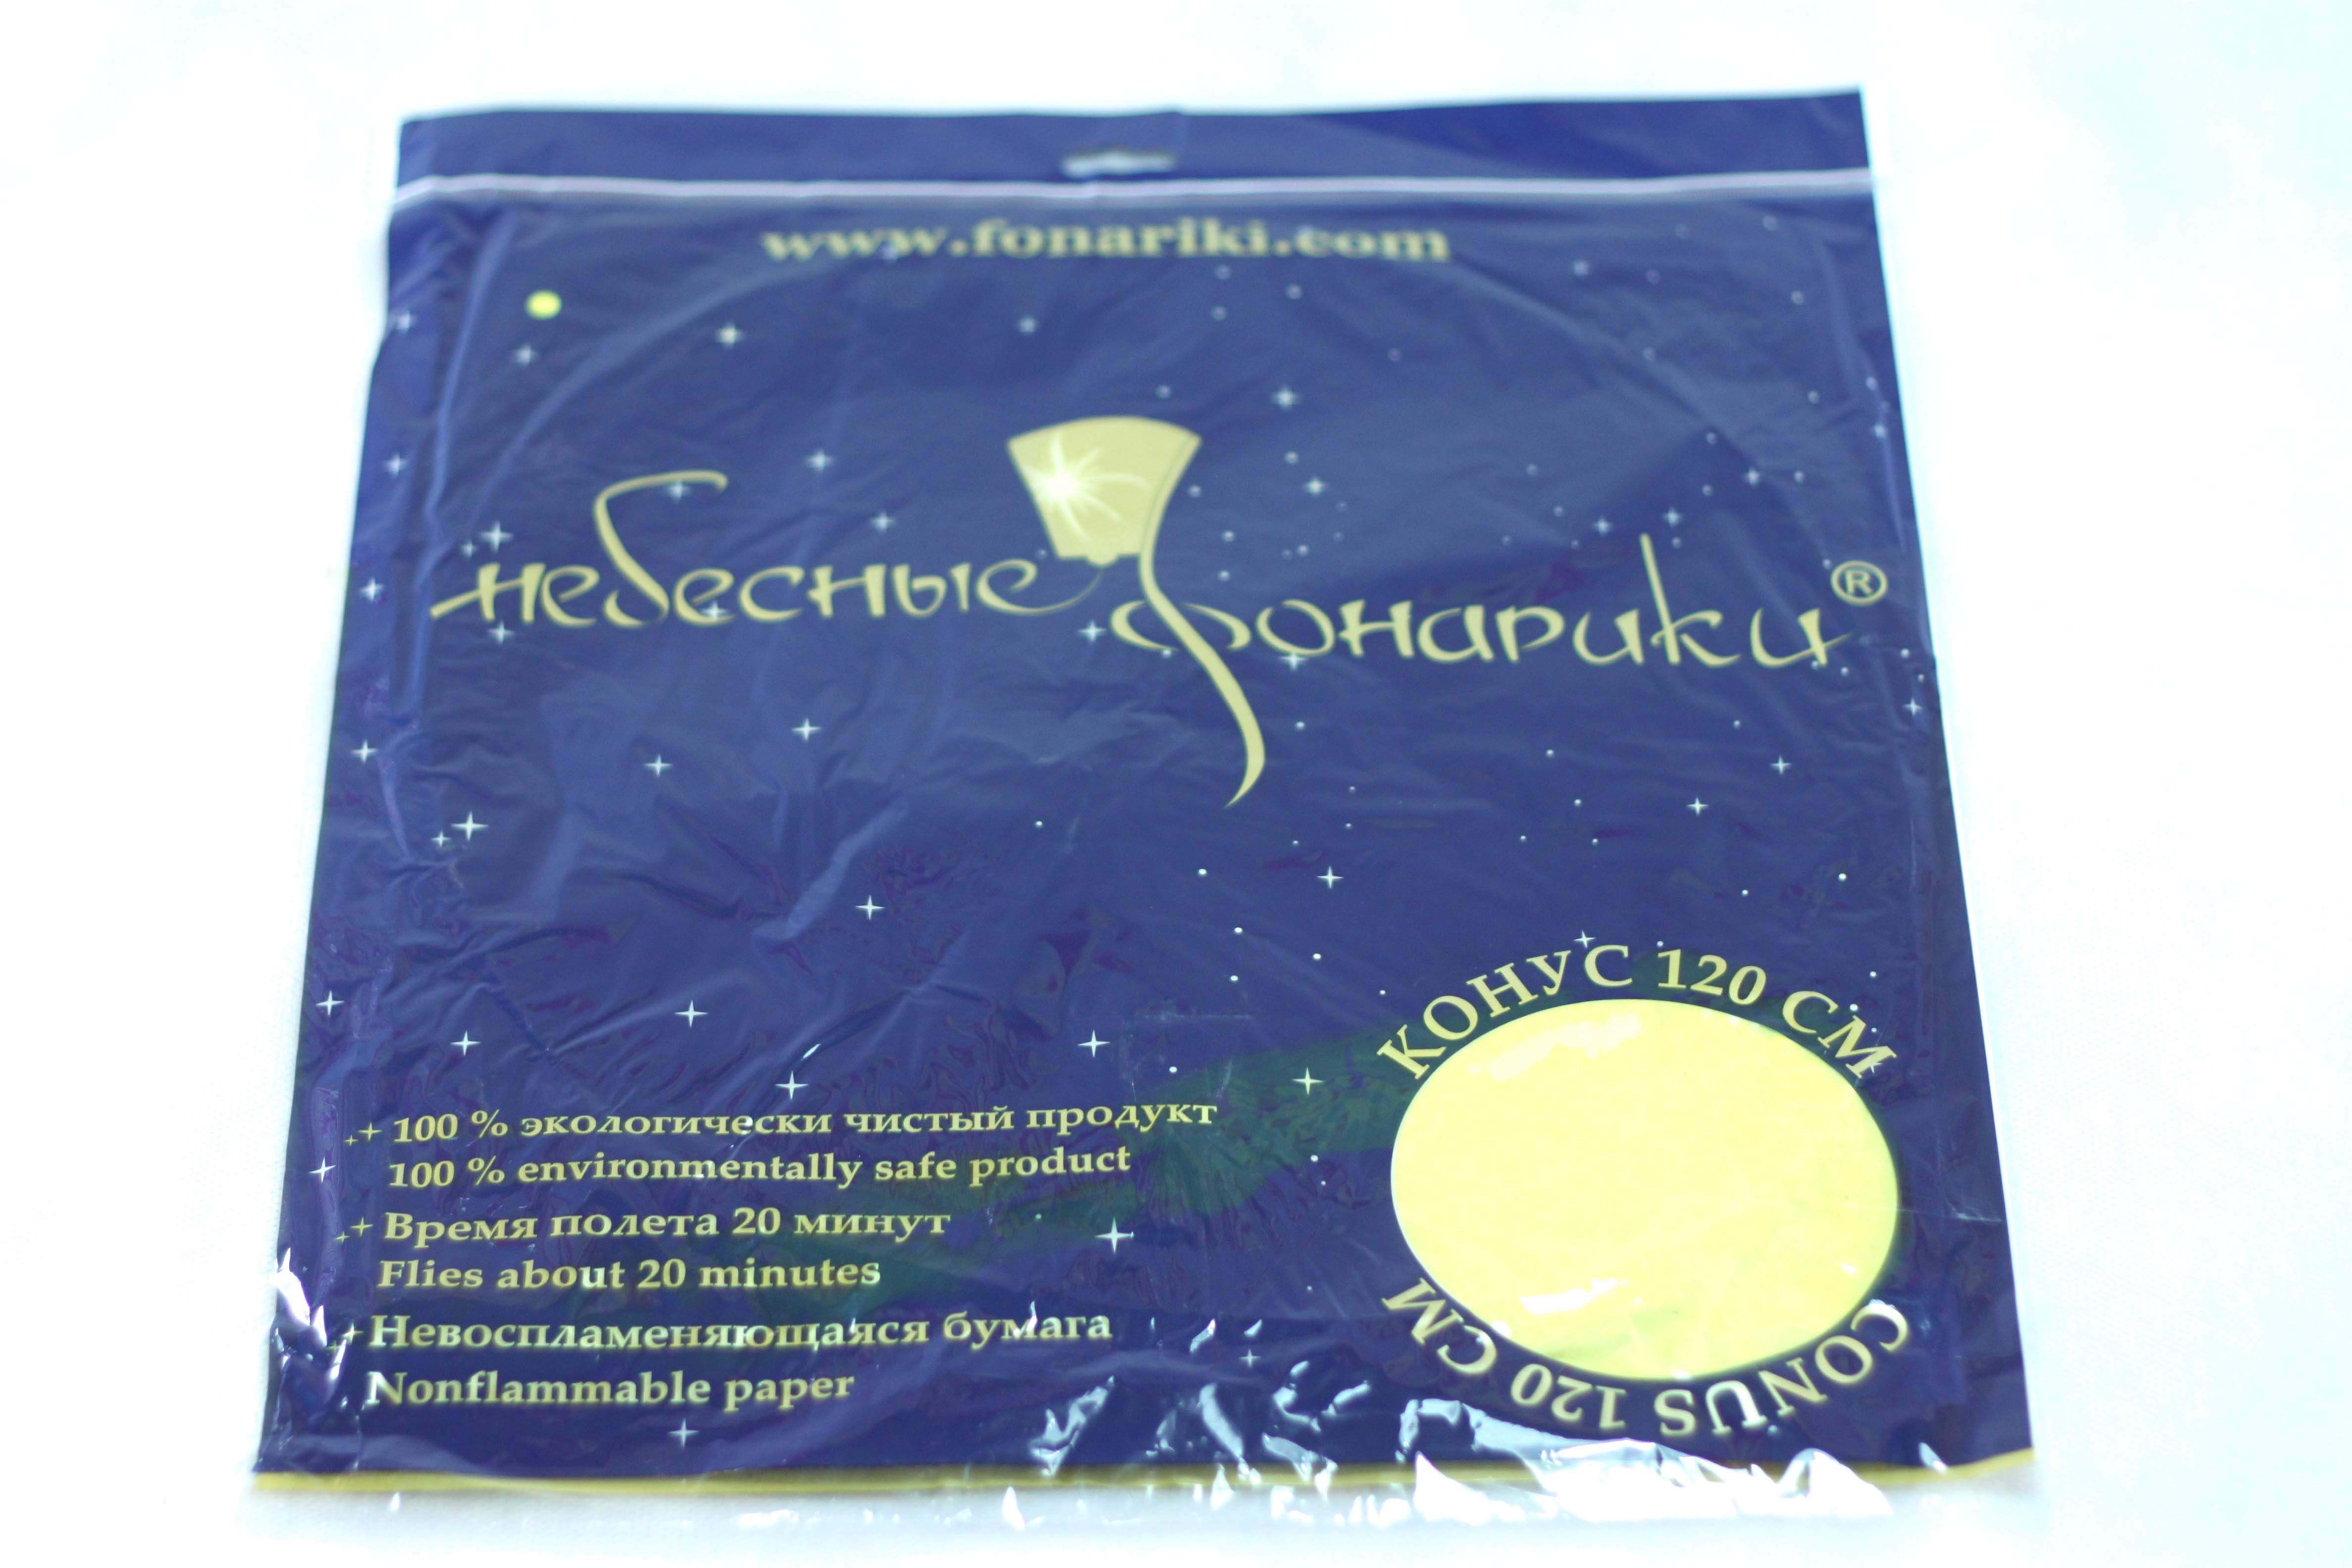 www.fonariki.com
небесные фонарики®
КОНУС 120 СМ
100 % экологически чистый продукт
100 % environmentally safe product
Время полета 20 минут
Flies about 20 minutes
Невоспламеняющаяся бумага
Nonflammable paper
CONUS 120 CM